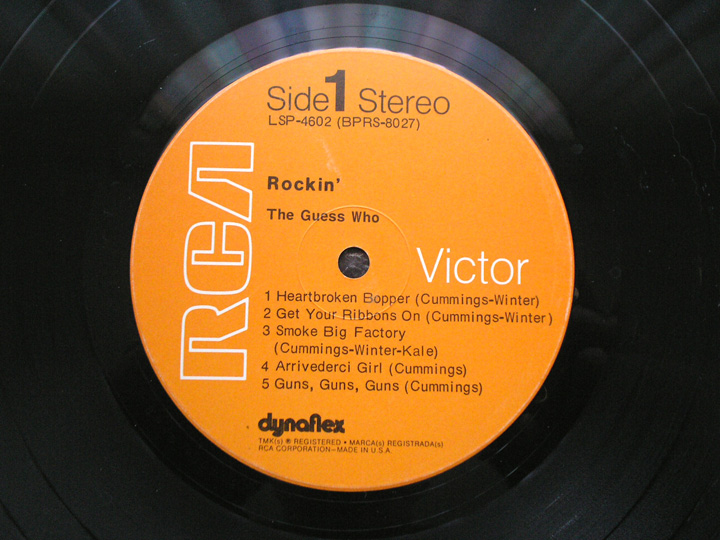 Side 1 Stereo
LSP-4602 (BPRS-8027)
RCA
Rockin'
The Guess Who
Victor
1 Heartbroken Bopper (Cummings-Winter)
2 Get Your Ribbons On (Cummings-Winter)
3 Smoke Big Factory
(Cummings-Winter-Kale)
4 Arrivederci Girl (Cummings)
5 Guns, Guns, Guns (Cummings)
dynaflex
TMK(s) ® REGISTERED • MARCA(s) REGISTRADA(s)
RCA CORPORATION—MADE IN U.S.A.